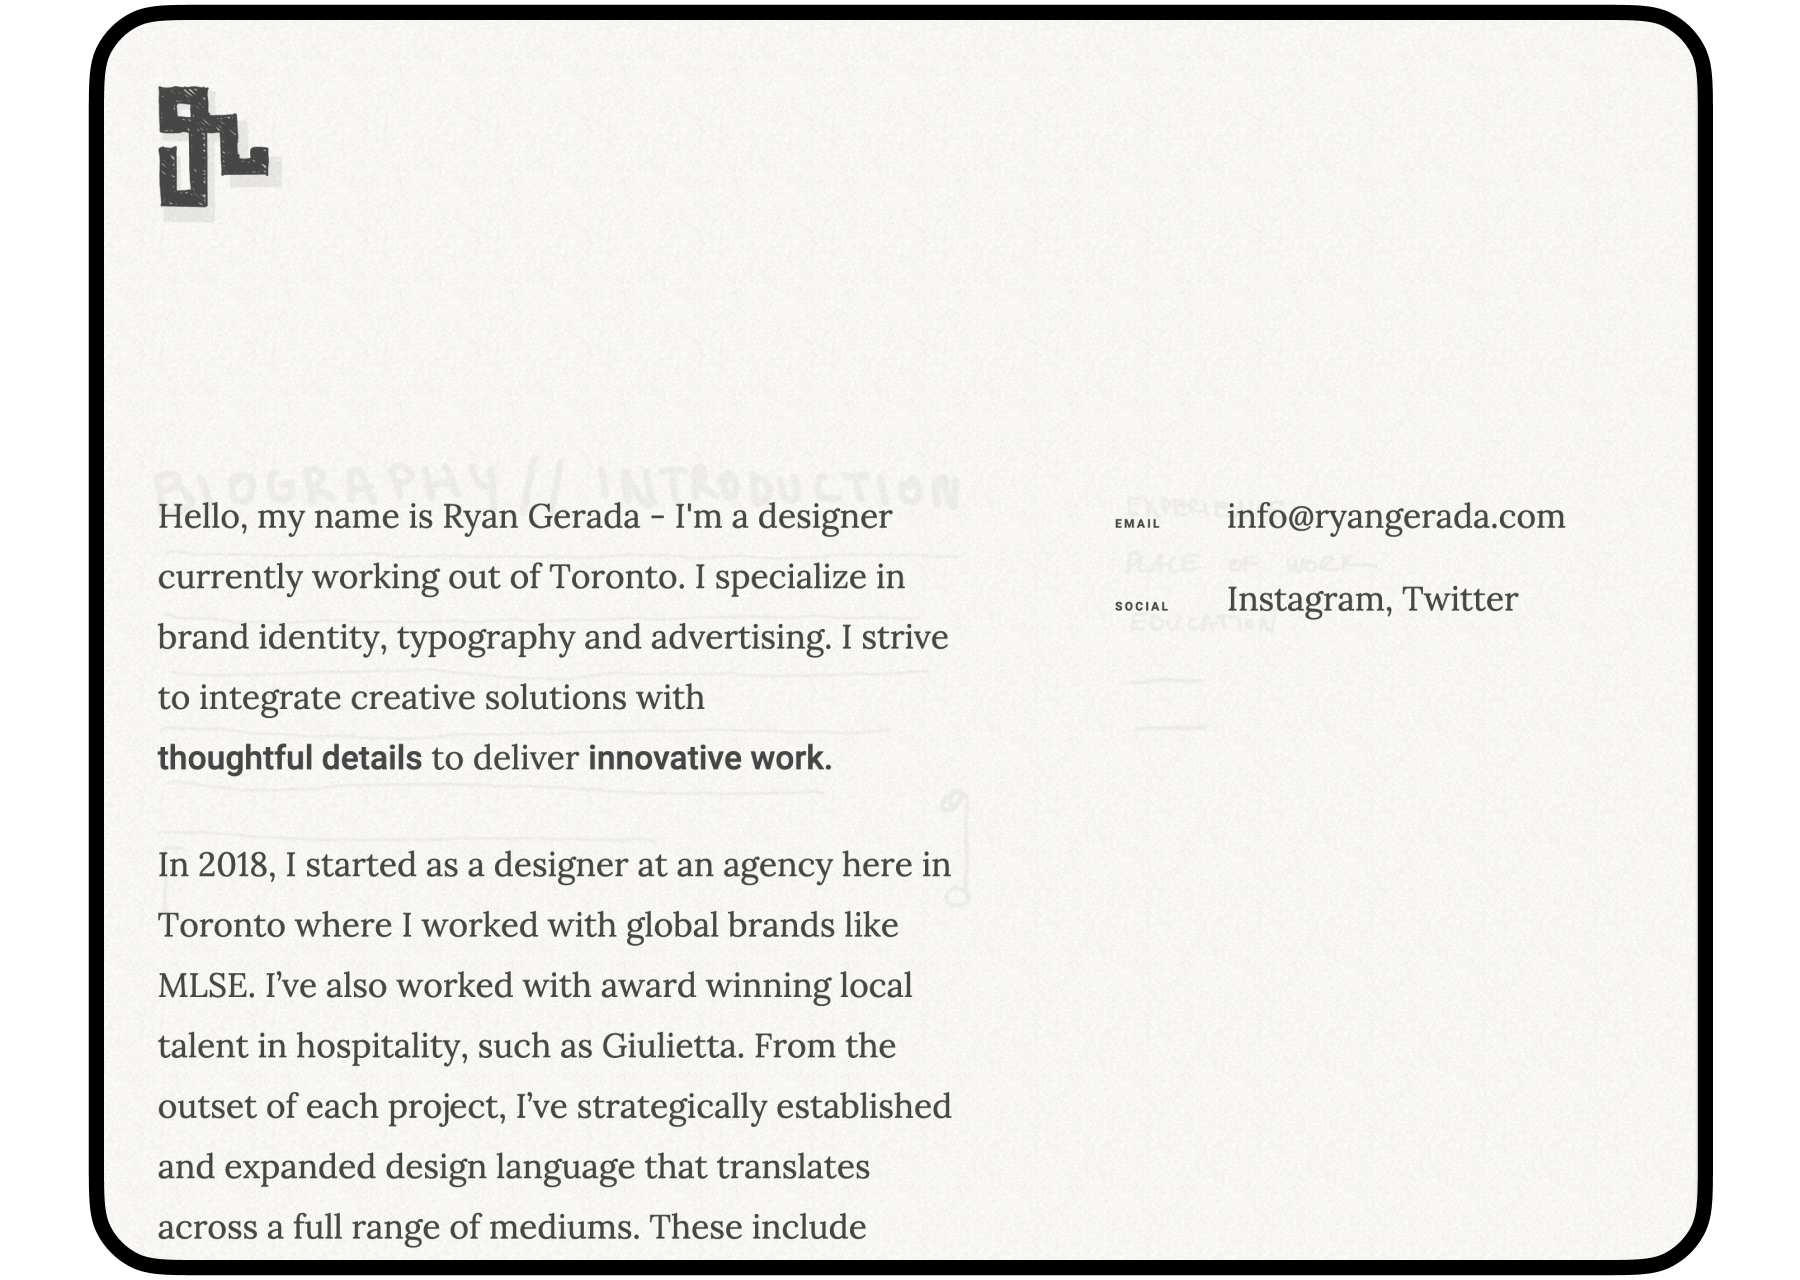 BIOGRAPHY // INTRODUCTION
Hello, my name is Ryan Gerada - I'm a designer
currently working out of Toronto. I specialize in
brand identity, typography and advertising. I strive
to integrate creative solutions with
thoughtful details to deliver innovative work.
In 2018, I started as a designer at an agency here in
Toronto where I worked with global brands like
MLSE. I’ve also worked with award winning local
talent in hospitality, such as Giulietta. From the
outset of each project, I’ve strategically established
and expanded design language that translates
across a full range of mediums. These include
EXPERIENCE
EMAIL info@ryangerada.com
PLACE OF WORK
SOCIAL Instagram, Twitter
EDUCATION